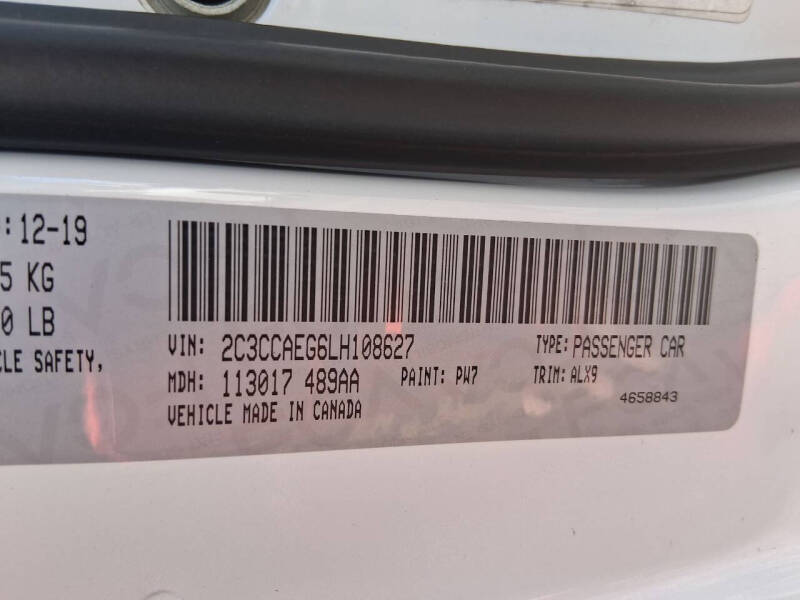 : 12-19
5 KG
0 LB
CLE SAFETY,
VIN: 2C3CCAEG6LH108627
TYPE: PASSENGER CAR
MDH: 113017 489AA
PAINT: PW7
TRIM: ALX9
VEHICLE MADE IN CANADA
4658843